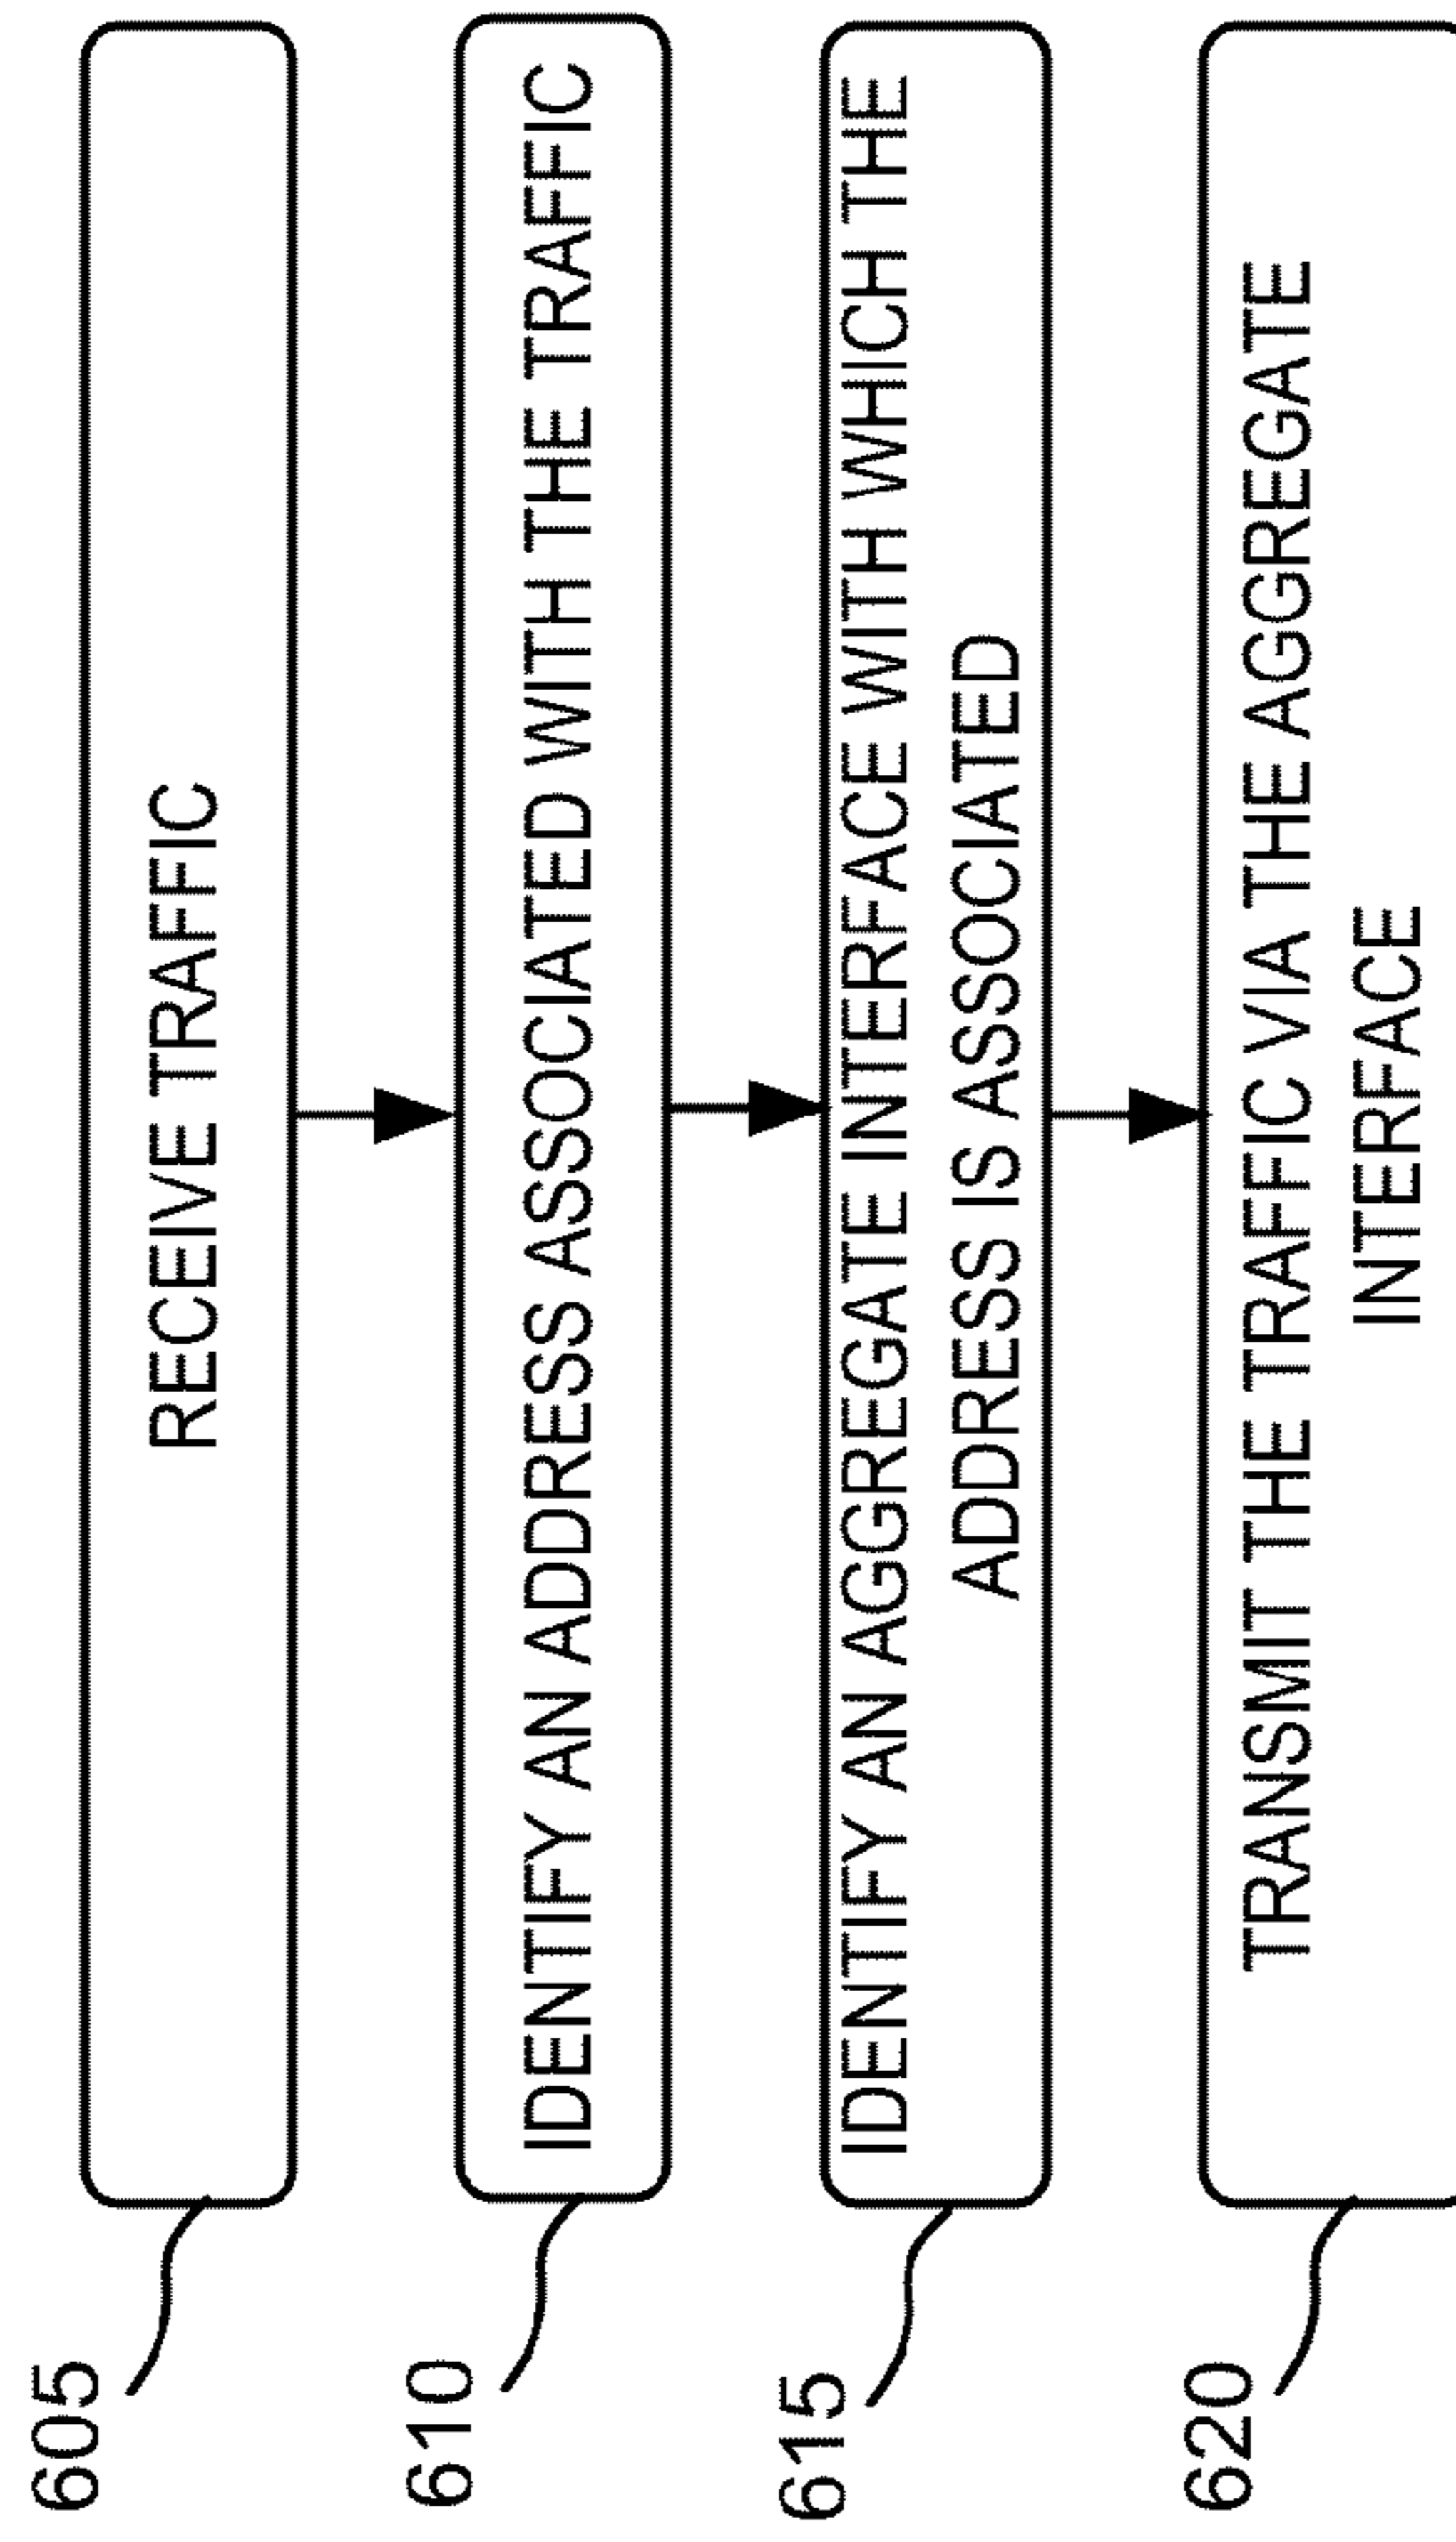 605
RECEIVE TRAFFIC
610
IDENTIFY AN ADDRESS ASSOCIATED WITH THE TRAFFIC
615
IDENTIFY AN AGGREGATE INTERFACE WITH WHICH THE
ADDRESS IS ASSOCIATED
620
TRANSMIT THE TRAFFIC VIA THE AGGREGATE
INTERFACE